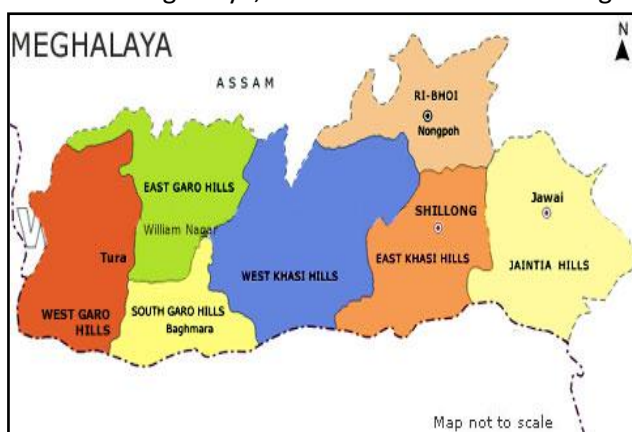 MEGHALAYA
N
ASSAM
RI-BHOI
Nongpoh
EAST GARO HILLS
SHILLONG
Jawai
William Nagar
Tura
WEST KHASI HILLS
EAST KHASI HILLS
JAINTIA HILLS
WEST GARO
HILLS
SOUTH GARO HILLS
Baghmara
Map not to scale